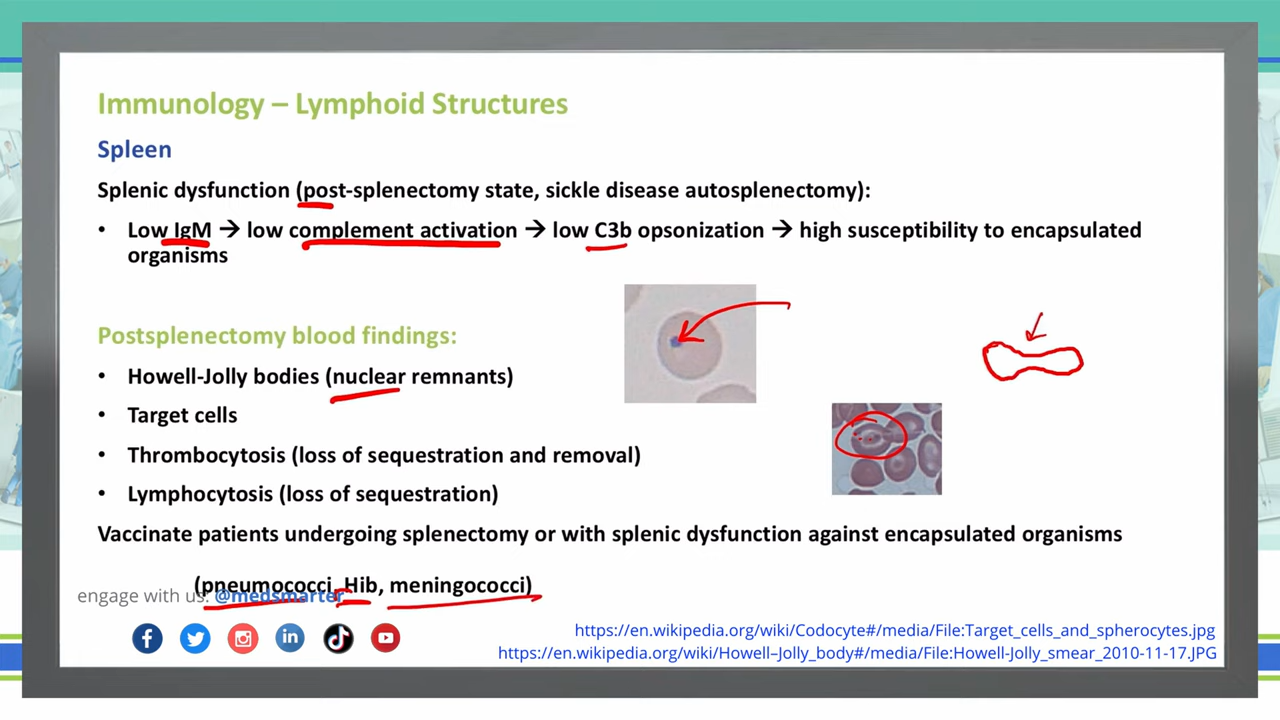 Immunology – Lymphoid Structures
Spleen
Splenic dysfunction (post-splenectomy state, sickle disease autosplenectomy):
• Low IgM → low complement activation → low C3b opsonization → high susceptibility to encapsulated
organisms
Postsplenectomy blood findings:
• Howell-Jolly bodies (nuclear remnants)
• Target cells
• Thrombocytosis (loss of sequestration and removal)
• Lymphocytosis (loss of sequestration)
Vaccinate patients undergoing splenectomy or with splenic dysfunction against encapsulated organisms
(pneumococci, Hib, meningococci)
engage with us: @medsmarter
https://en.wikipedia.org/wiki/Codocyte#/media/File:Target_cells_and_spherocytes.jpg
https://en.wikipedia.org/wiki/Howell–Jolly_body#/media/File:Howell-Jolly_smear_2010-11-17.JPG